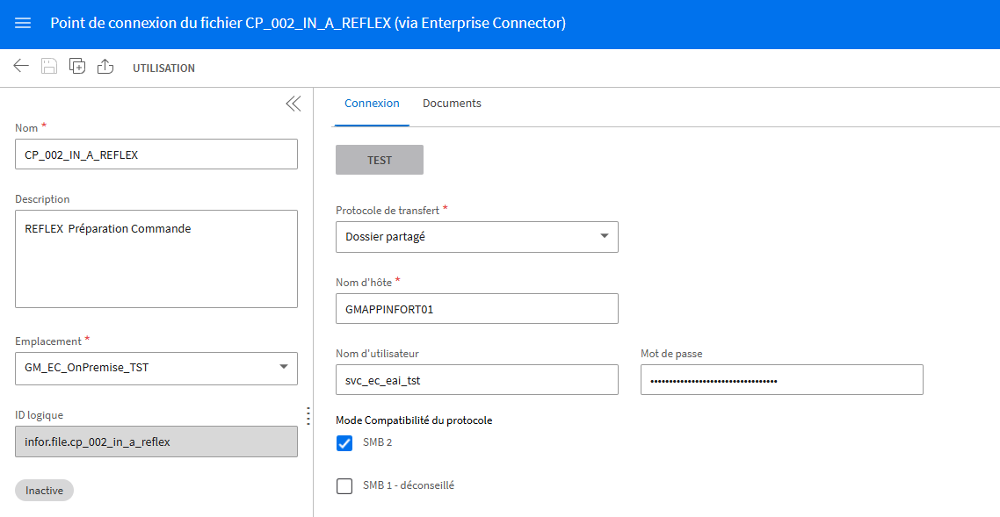 Point de connexion du fichier CP_002_IN_A_REFLEX (via Enterprise Connector)
UTILISATION
Nom *
CP_002_IN_A_REFLEX
Description
REFLEX Préparation Commande
Emplacement *
GM_EC_OnPremise_TST
ID logique
infor.file.cp_002_in_a_reflex
Inactive
Connexion Documents
TEST
Protocole de transfert *
Dossier partagé
Nom d'hôte *
GMAPPINFORT01
Nom d'utilisateur Mot de passe
svc_ec_eai_tst ••••••••••••••••••••••••••••••••••
Mode Compatibilité du protocole
SMB 2
SMB 1 - déconseillé